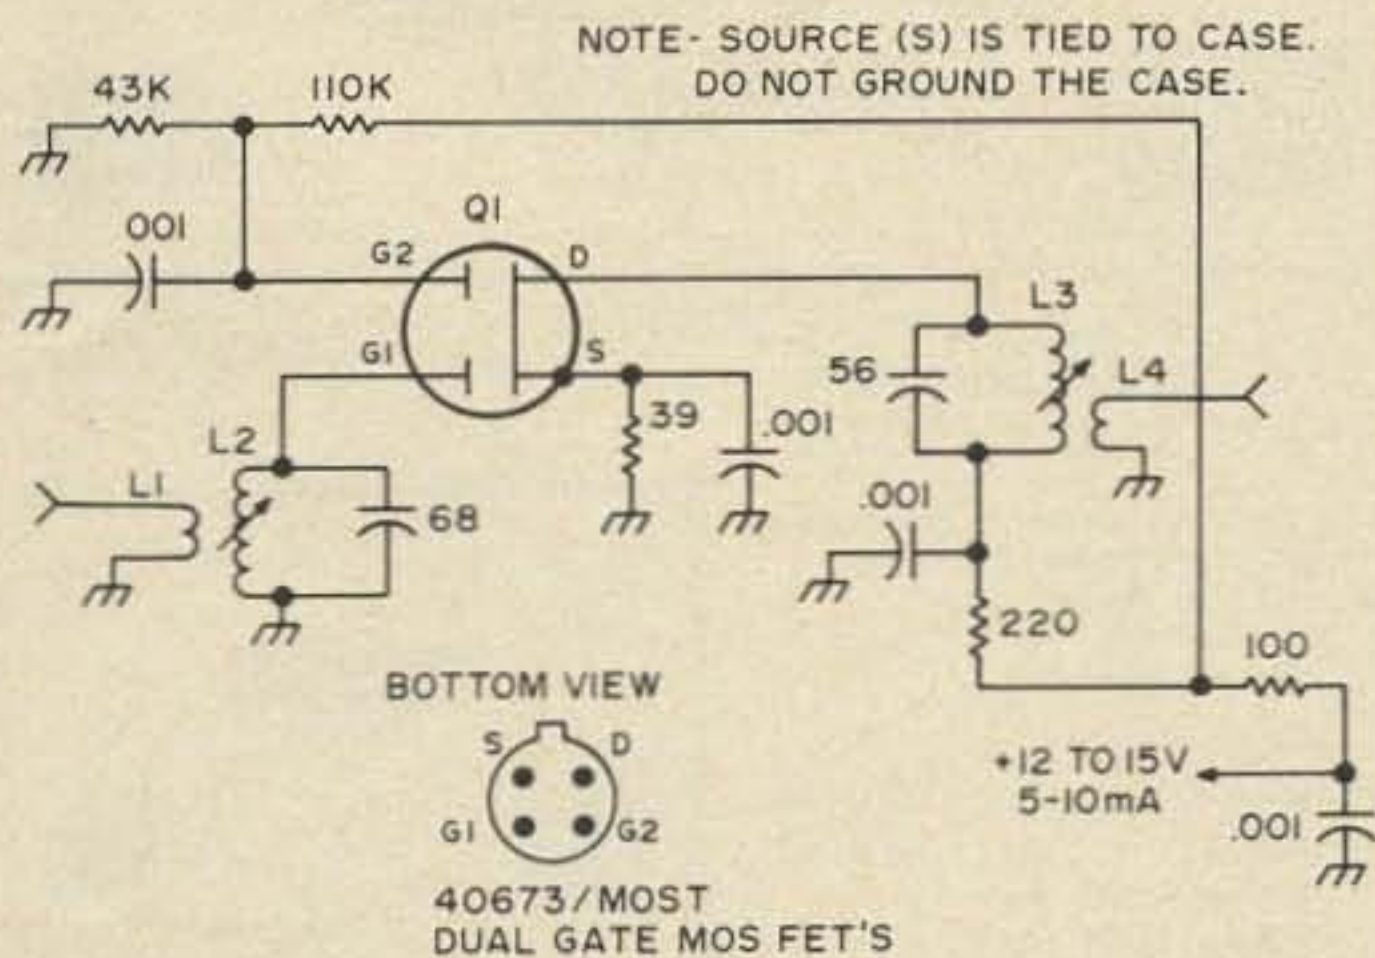 NOTE- SOURCE (S) IS TIED TO CASE.
DO NOT GROUND THE CASE.
43K
110K
001
Q1
G2
D
G1
S
L3
56
L4
39
.001
L2
L1
68
.001
220
100
BOTTOM VIEW
S
D
G1
G2
+12 TO 15V
5-10mA
.001
40673/MOST
DUAL GATE MOS FET'S